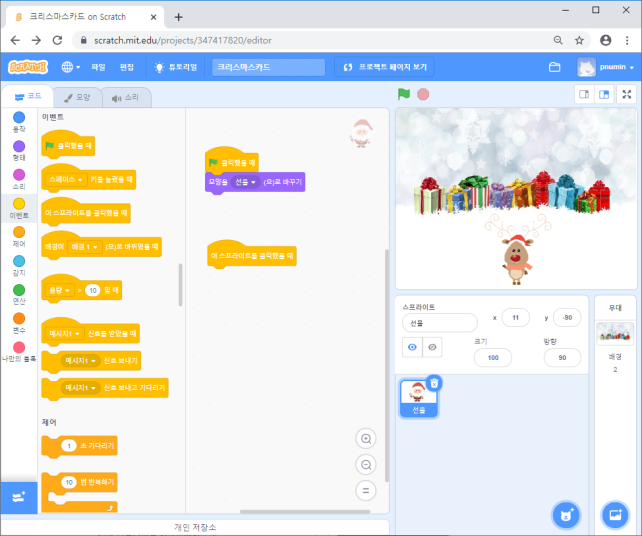 크리스마스카드 on Scratch
scratch.mit.edu/projects/347417820/editor
SCRATCH 파일 편집 튜토리얼 크리스마스카드 프로젝트 페이지 보기 pnumin
코드 모양 소리
동작
형태
소리
이벤트
제어
감지
연산
변수
나만의 블록
이벤트
클릭했을 때
스페이스 키를 눌렀을 때
이 스프라이트를 클릭했을 때
배경이 배경 1 (으)로 바뀌었을 때
음량 > 10 일 때
메시지1 신호를 받았을 때
메시지1 신호 보내기
메시지1 신호 보내고 기다리기
제어
1 초 기다리기
10 번 반복하기
클릭했을 때
모양을 선물 (으)로 바꾸기
이 스프라이트를 클릭했을 때
개인 저장소
스프라이트
선물 x 11 y -90
크기 방향
100 90
선물
무대
배경
2